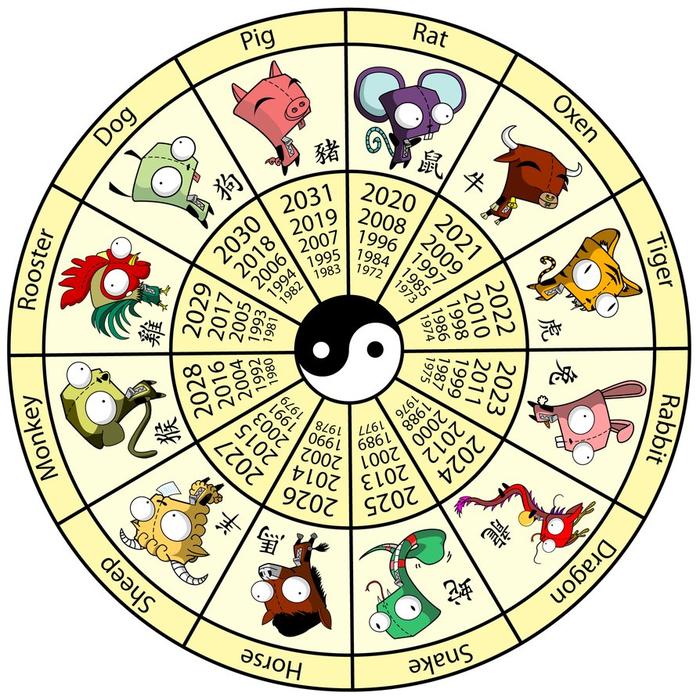 Rat
鼠
2020
2008
1996
1984
1972
Oxen
牛
2021
2009
1997
1985
1973
Tiger
虎
2022
2010
1998
1986
1974
Rabbit
兔
2023
2011
1999
1987
1975
Dragon
龍
2024
2012
2000
1988
1976
Snake
蛇
2025
2013
2001
1989
1977
Horse
馬
2026
2014
2002
1990
1978
Sheep
羊
2027
2015
2003
1991
1979
Monkey
猴
2028
2016
2004
1992
1980
Rooster
雞
2029
2017
2005
1993
1981
Dog
狗
2030
2018
2006
1994
1982
Pig
豬
2031
2019
2007
1995
1983